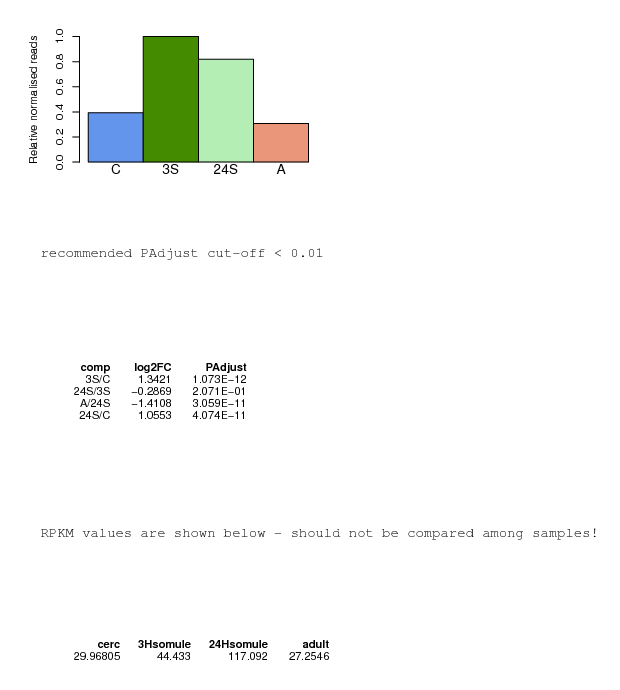 Relative normalised reads
1.0
0.8
0.6
0.4
0.2
0.0
C 3S 24S A
recommended PAdjust cut-off < 0.01
comp log2FC PAdjust
3S/C 1.3421 1.073E-12
24S/3S -0.2869 2.071E-01
A/24S -1.4108 3.059E-11
24S/C 1.0553 4.074E-11
RPKM values are shown below - should not be compared among samples!
cerc 3Hsomule 24Hsomule adult
29.96805 44.433 117.092 27.2546